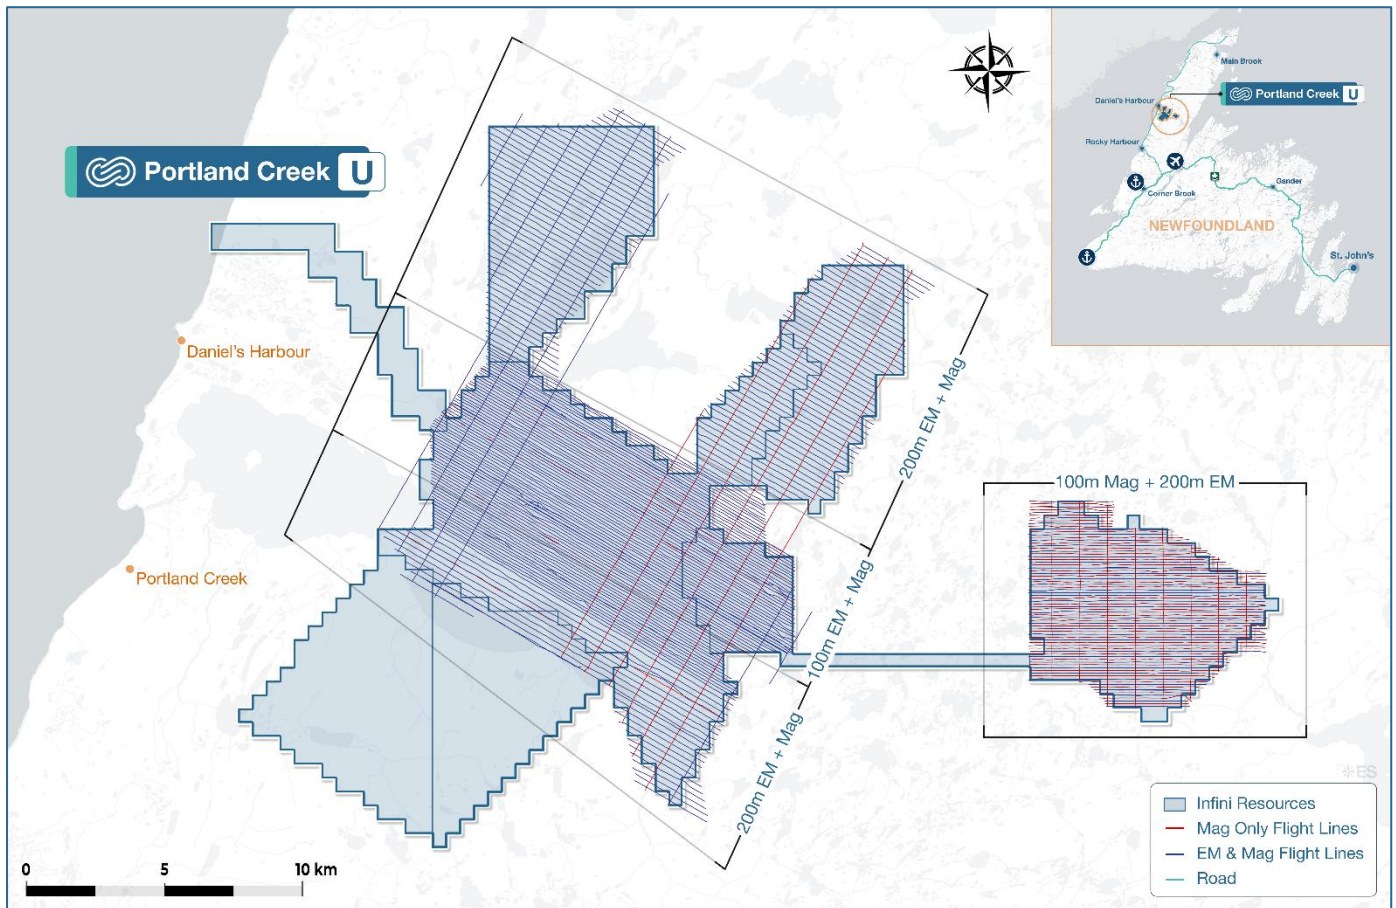 Portland Creek U
Daniel's Harbour
Portland Creek
200m EM + Mag
100m EM + Mag
200m EM + Mag
100m Mag + 200m EM
Main Brook
Daniel's Harbour
Portland Creek U
Rocky Harbour
Corner Brook
Gander
NEWFOUNDLAND
St. John's
ES
Infini Resources
Mag Only Flight Lines
EM & Mag Flight Lines
Road
0 5 10 km